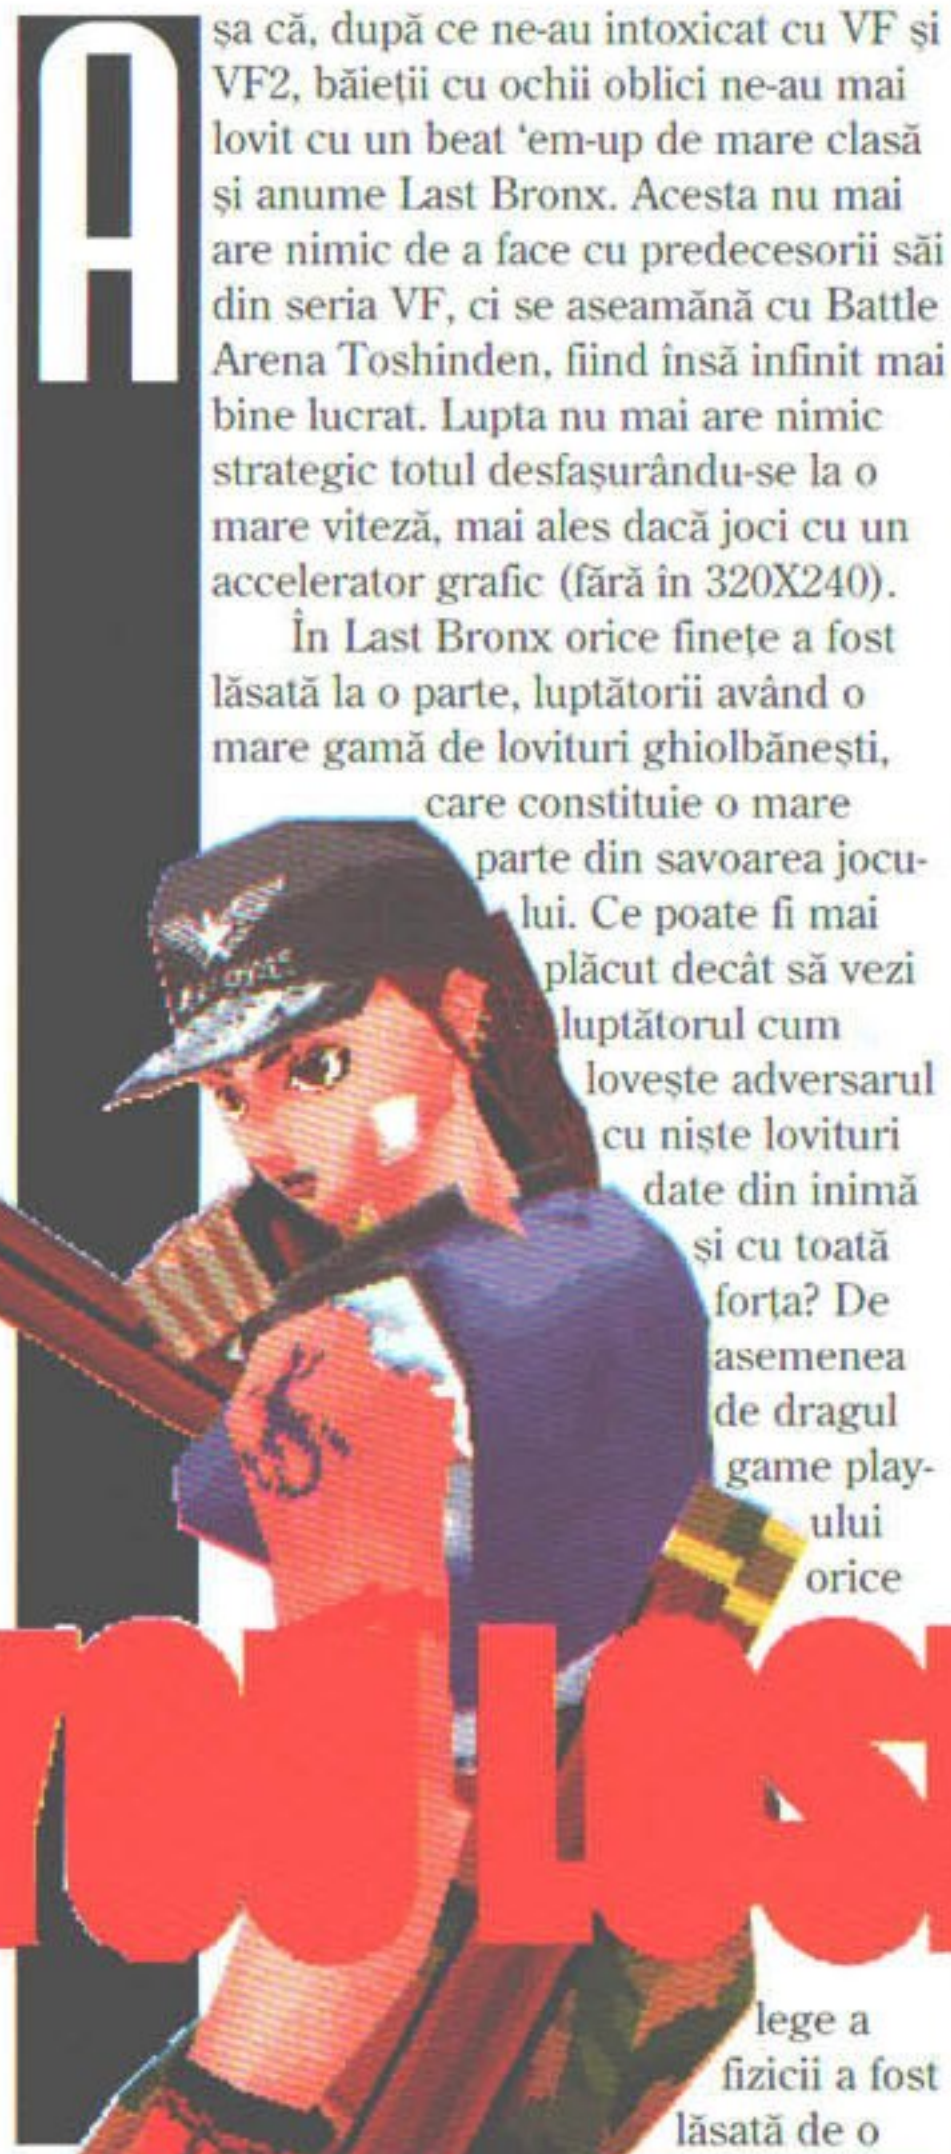 A
şa că, după ce ne-au intoxicat cu VF şi
VF2, băieţii cu ochii oblici ne-au mai
lovit cu un beat ‘em-up de mare clasă
şi anume Last Bronx. Acesta nu mai
are nimic de a face cu predecesorii săi
din seria VF, ci se aseamănă cu Battle
Arena Toshinden, fiind însă infinit mai
bine lucrat. Lupta nu mai are nimic
strategic totul desfaşurându-se la o
mare viteză, mai ales dacă joci cu un
accelerator grafic (fără în 320X240).
În Last Bronx orice fineţe a fost
lăsată la o parte, luptătorii având o
mare gamă de lovituri ghiolbăneşti,
care constituie o mare
parte din savoarea jocu-
lui. Ce poate fi mai
plăcut decât să vezi
luptătorul cum
loveşte adversarul
cu nişte lovituri
date din inimă
şi cu toată
forţa? De
asemenea
de dragul
game play-
ului
orice
YOU LOS
lege a
fizicii a fost
lăsată de o